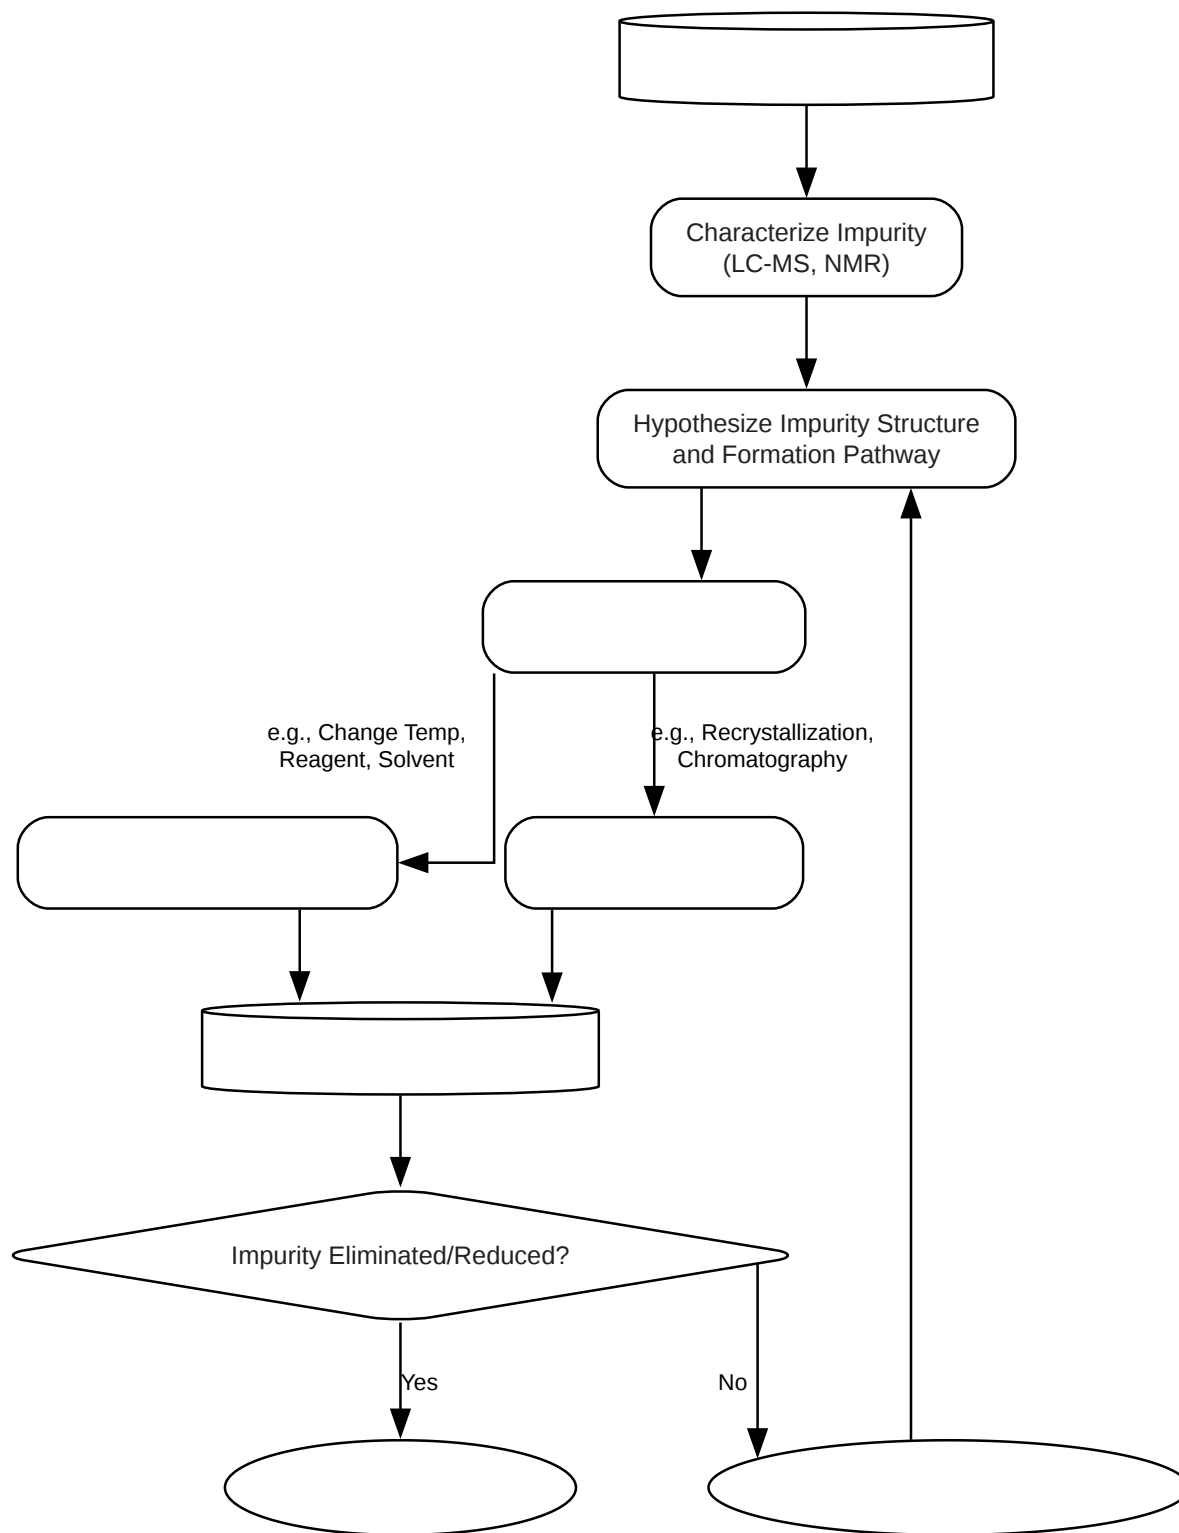 Characterize Impurity
(LC-MS, NMR)
Hypothesize Impurity Structure
and Formation Pathway
e.g., Change Temp,
Reagent, Solvent
e.g., Recrystallization,
Chromatography
Impurity Eliminated/Reduced?
Yes
No